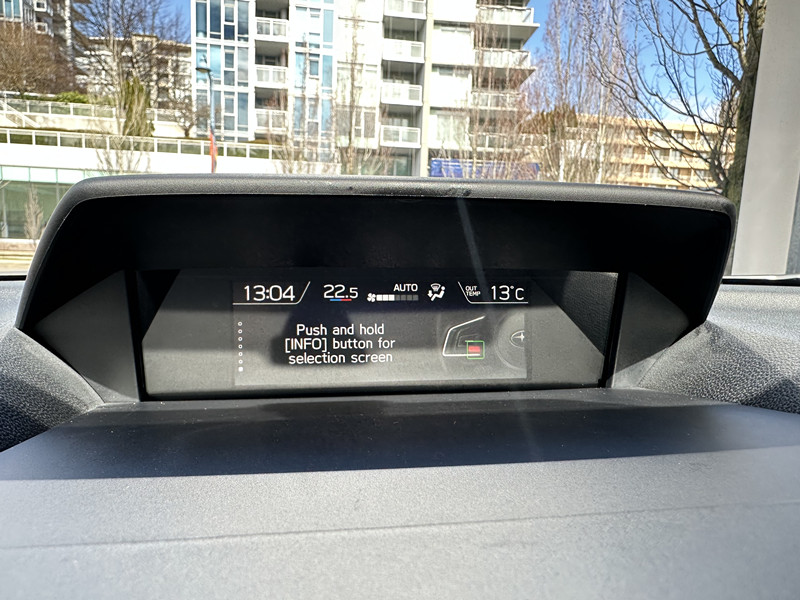 13:04 22.5 AUTO OUT TEMP 13°C
Push and hold
[INFO] button for
selection screen